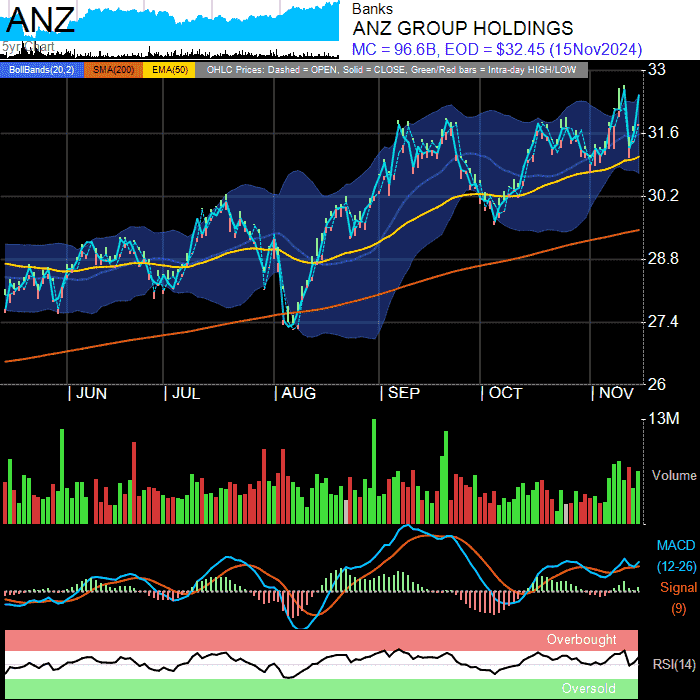 ANZ
5yr Chart
Banks
ANZ GROUP HOLDINGS
MC = 96.6B, EOD = $32.45 (15Nov2024)
BollBands(20,2) SMA(200) EMA(50) OHLC Prices: Dashed = OPEN, Solid = CLOSE, Green/Red bars = Intra-day HIGH/LOW
33
31.6
30.2
28.8
27.4
26
| JUN | JUL | AUG | SEP | OCT | NOV
13M
Volume
MACD
(12-26)
Signal
(9)
Overbought
RSI(14)
Oversold